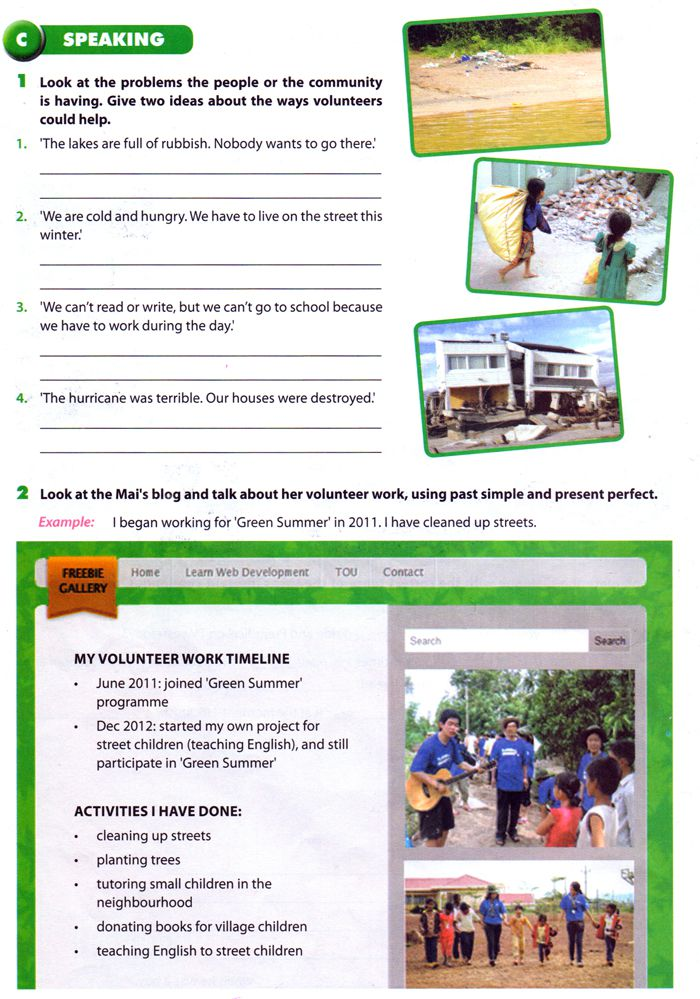 C SPEAKING
1 Look at the problems the people or the community
is having. Give two ideas about the ways volunteers
could help.
1. 'The lakes are full of rubbish. Nobody wants to go there.'
2. 'We are cold and hungry. We have to live on the street this
winter.'
3. 'We can't read or write, but we can't go to school because
we have to work during the day.'
4. 'The hurricane was terrible. Our houses were destroyed.'
2 Look at the Mai's blog and talk about her volunteer work, using past simple and present perfect.
Example: I began working for 'Green Summer' in 2011. I have cleaned up streets.
FREEBIE
GALLERY
Home Learn Web Development TOU Contact
Search Search
MY VOLUNTEER WORK TIMELINE
• June 2011: joined 'Green Summer'
programme
• Dec 2012: started my own project for
street children (teaching English), and still
participate in 'Green Summer'
ACTIVITIES I HAVE DONE:
• cleaning up streets
• planting trees
• tutoring small children in the
neighbourhood
• donating books for village children
• teaching English to street children